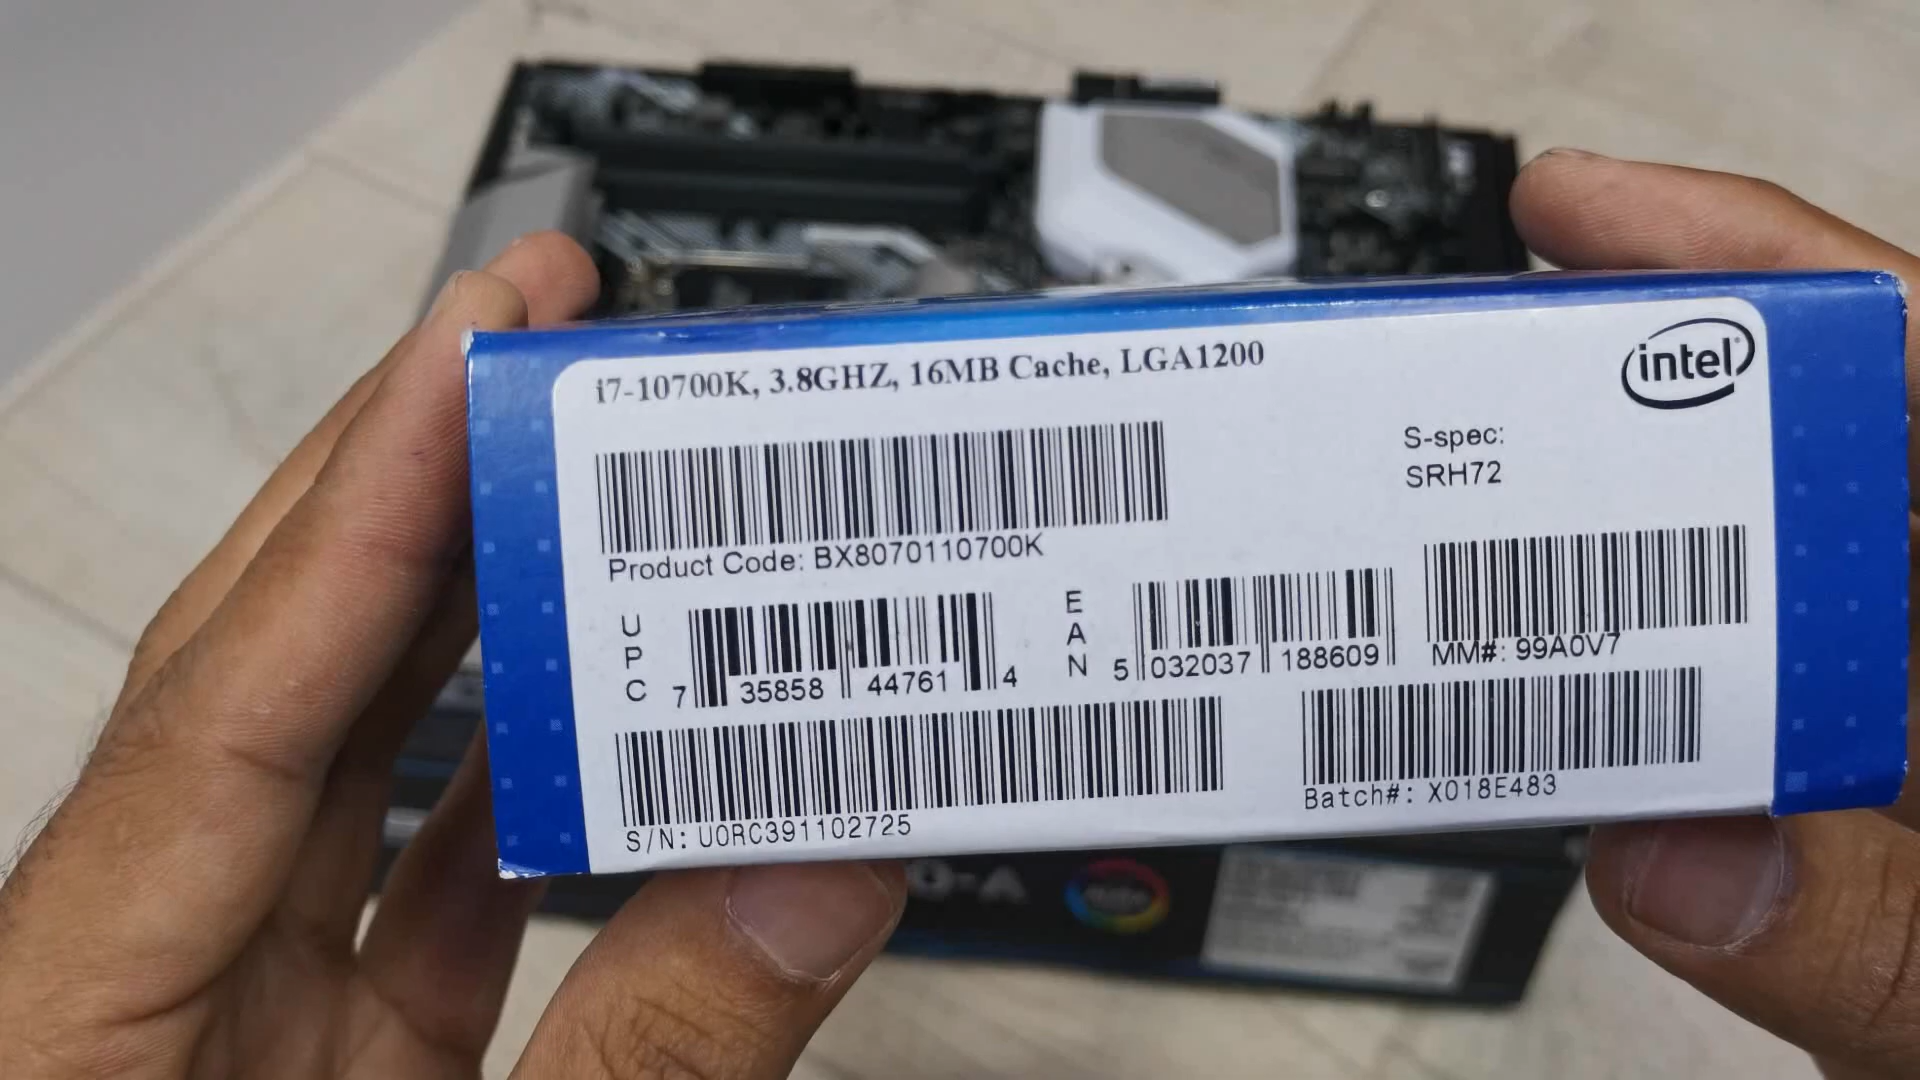 i7-10700K, 3.8GHZ, 16MB Cache, LGA1200
intel
S-spec:
SRH72
Product Code: BX8070110700K
UPC 7 35858 44761 4
EAN 5 032037 188609
MM#: 99A0V7
S/N: U0RC391102725
Batch#: X018E483
0-A